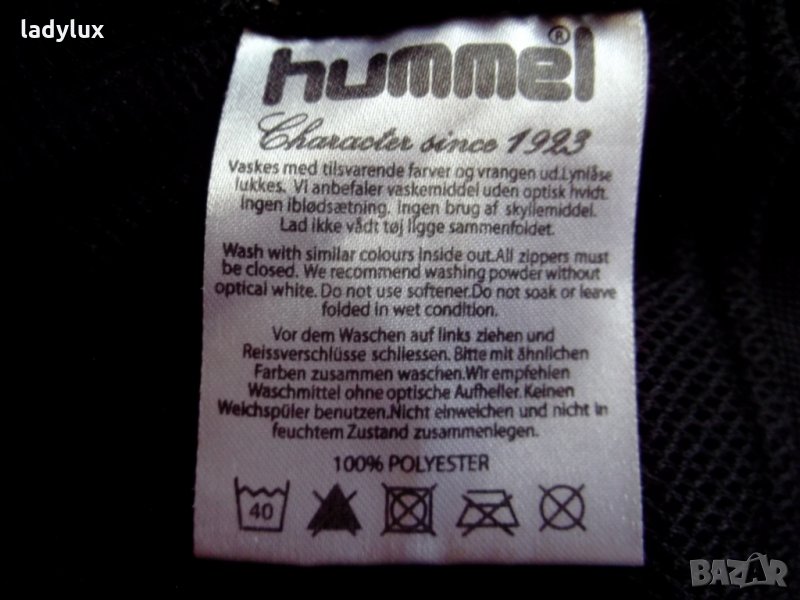 ladylux
hummel®
Character since 1923
Vaskes med tilsvarende farver og vrangen ud.Lynlåse
lukkes. Vi anbefaler vaskemiddel uden optisk hvidt.
Ingen iblødsætning. Ingen brug af skyllemiddel.
Lad ikke vådt tøj ligge sammenfoldet.
Wash with similar colours inside out.All zippers must
be closed. We recommend washing powder without
optical white. Do not use softener.Do not soak or leave
folded in wet condition.
Vor dem Waschen auf links ziehen und
Reissverschlüsse schliessen. Bitte mit ähnlichen
Farben zusammen waschen.Wir empfehlen
Waschmittel ohne optische Aufheller. Keinen
Weichspüler benutzen.Nicht einweichen und nicht in
feuchtem Zustand zusammenlegen.
100% POLYESTER
40
BAZAR